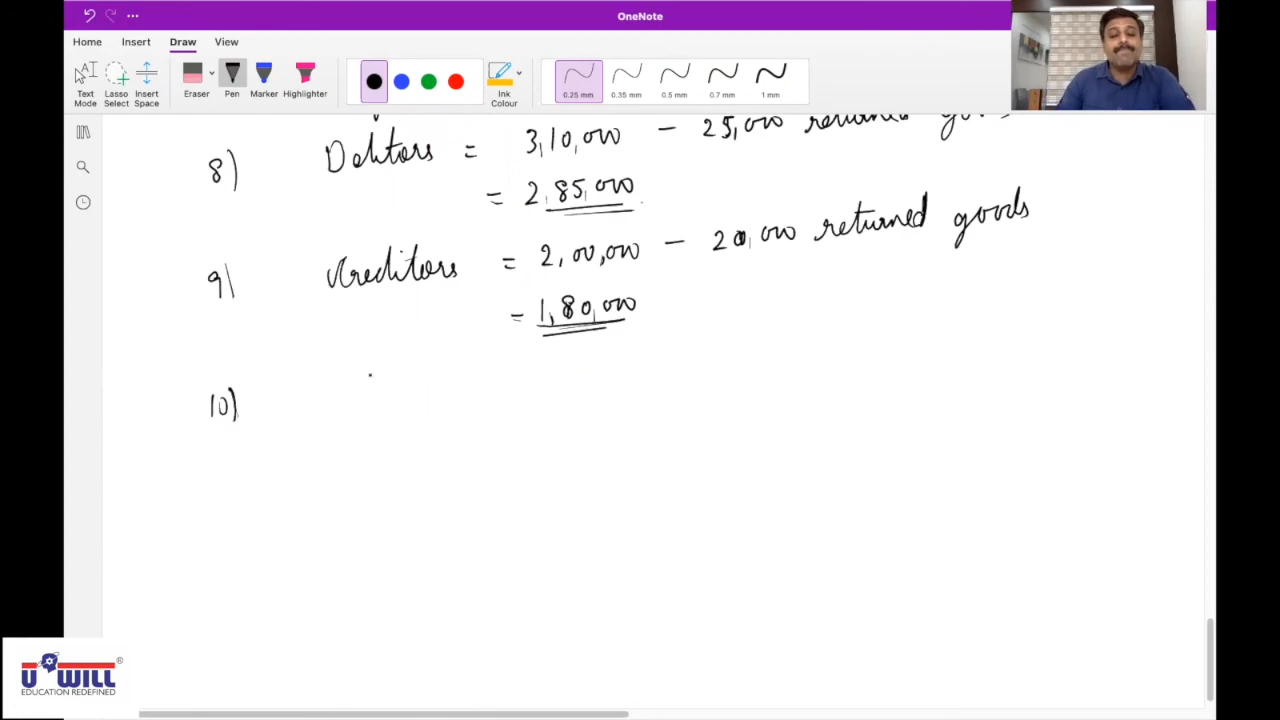 OneNote
Home Insert Draw View
Text Mode Lasso Select Insert Space Eraser Pen Marker Highlighter Ink Colour 0.25 mm 0.35 mm 0.5 mm 0.7 mm 1 mm
8) Debtors = 3,10,000 - 25,000 returned
= 2,85,000
9) Creditors = 2,00,000 - 20,000 returned goods
= 1,80,000
10)
U WILL ®
EDUCATION REDEFINED